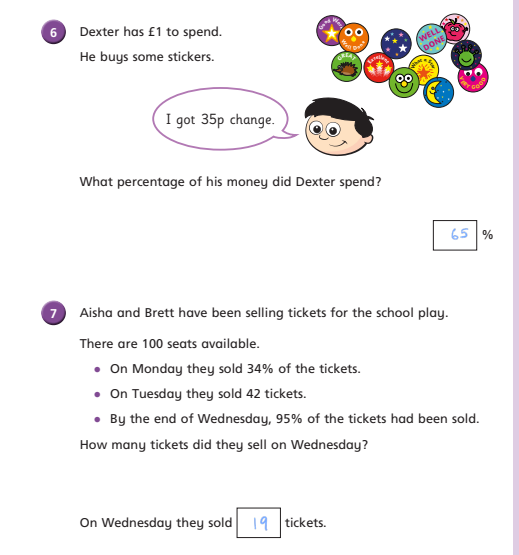 6 Dexter has £1 to spend.
He buys some stickers.
WELL DONE
I got 35p change.
What percentage of his money did Dexter spend?
65 %
7 Aisha and Brett have been selling tickets for the school play.
There are 100 seats available.
• On Monday they sold 34% of the tickets.
• On Tuesday they sold 42 tickets.
• By the end of Wednesday, 95% of the tickets had been sold.
How many tickets did they sell on Wednesday?
On Wednesday they sold 19 tickets.